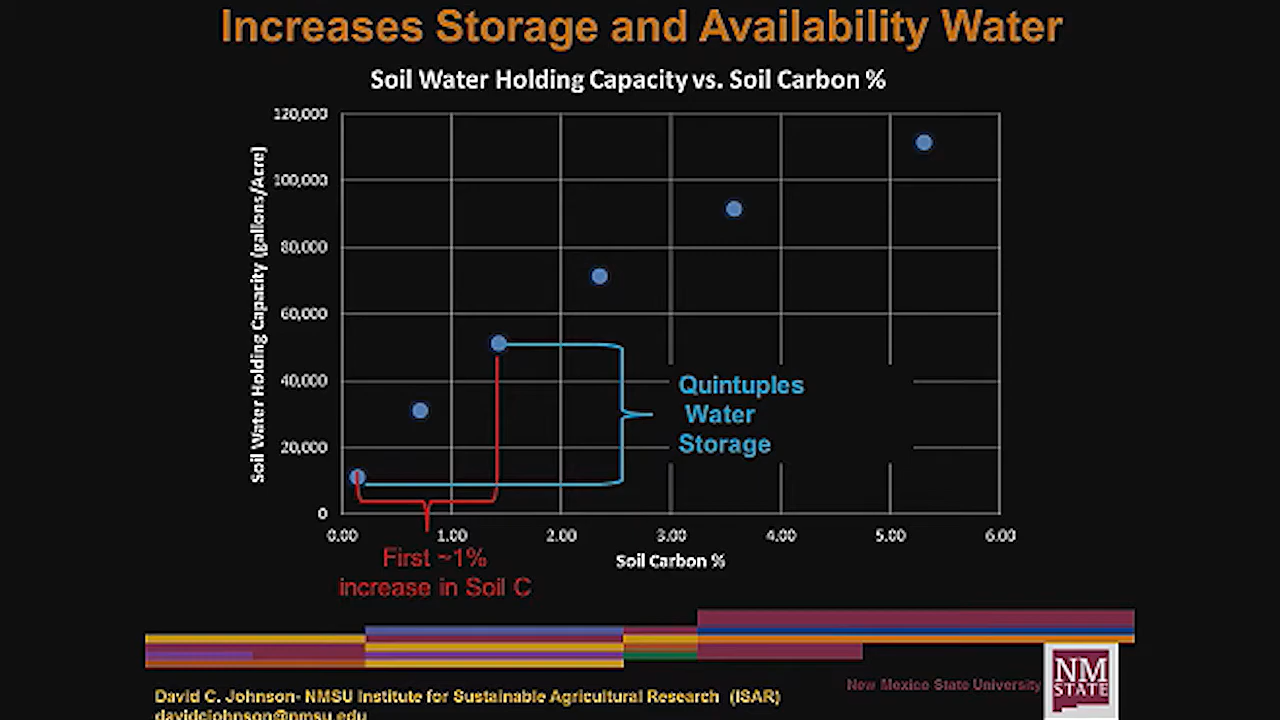 Increases Storage and Availability Water
Soil Water Holding Capacity vs. Soil Carbon %
Soil Water Holding Capacity (gallons/Acre)
120,000
100,000
80,000
60,000
40,000
20,000
0
Quintuples
Water
Storage
0.00 1.00 2.00 3.00 4.00 5.00 6.00
Soil Carbon %
First ~1%
increase in Soil C
New Mexico State University
NM
STATE
David C. Johnson- NMSU Institute for Sustainable Agricultural Research (ISAR)
davidcjohnson@nmsu.edu